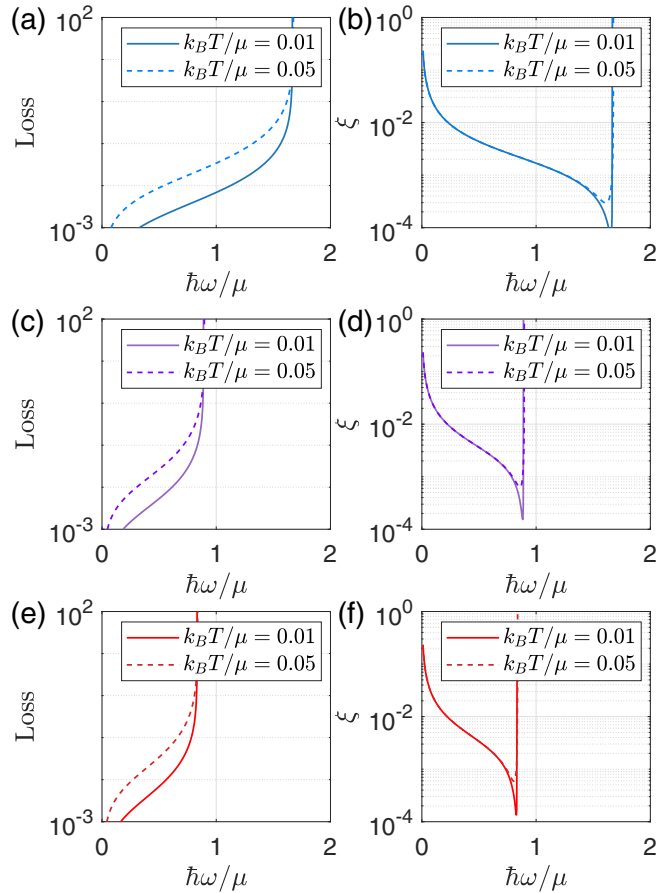 (a)
10^2
Loss
10^-3
k_BT/μ = 0.01
k_BT/μ = 0.05
0 1 2
ħω/μ
(b)
10^0
ξ
10^-2
10^-4
k_BT/μ = 0.01
k_BT/μ = 0.05
0 1 2
ħω/μ
(c)
10^2
Loss
10^-3
k_BT/μ = 0.01
k_BT/μ = 0.05
0 1 2
ħω/μ
(d)
10^0
ξ
10^-2
10^-4
k_BT/μ = 0.01
k_BT/μ = 0.05
0 1 2
ħω/μ
(e)
10^2
Loss
10^-3
k_BT/μ = 0.01
k_BT/μ = 0.05
0 1 2
ħω/μ
(f)
10^0
ξ
10^-2
10^-4
k_BT/μ = 0.01
k_BT/μ = 0.05
0 1 2
ħω/μ